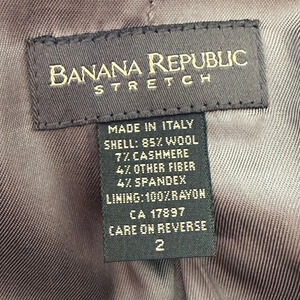 BANANA REPUBLIC
STRETCH
MADE IN ITALY
SHELL: 85% WOOL
7% CASHMERE
4% OTHER FIBER
4% SPANDEX
LINING: 100% RAYON
CA 17897
CARE ON REVERSE
2